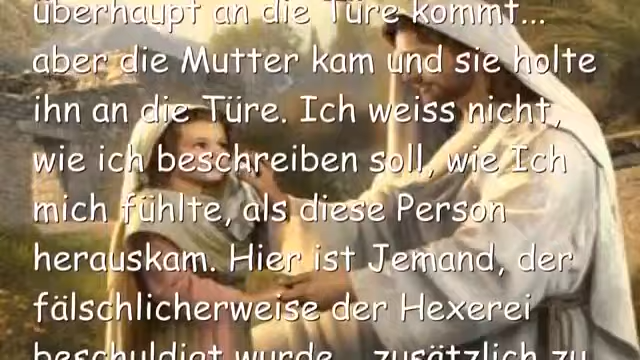 überhaupt an die Türe kommt...
aber die Mutter kam und sie holte
ihn an die Türe. Ich weiss nicht,
wie ich beschreiben soll, wie Ich
mich fühlte, als diese Person
herauskam. Hier ist Jemand, der
fälschlicherweise der Hexerei
beschuldigt wurde... zusätzlich zu